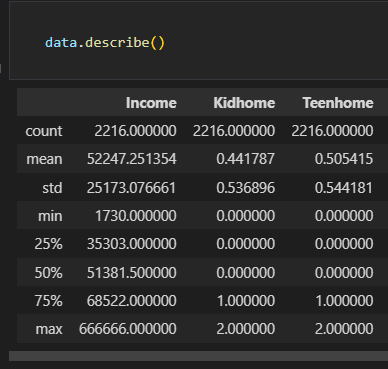 data.describe()
Income Kidhome Teenhome
count 2216.000000 2216.000000 2216.000000
mean 52247.251354 0.441787 0.505415
std 25173.076661 0.536896 0.544181
min 1730.000000 0.000000 0.000000
25% 35303.000000 0.000000 0.000000
50% 51381.500000 0.000000 0.000000
75% 68522.000000 1.000000 1.000000
max 666666.000000 2.000000 2.000000